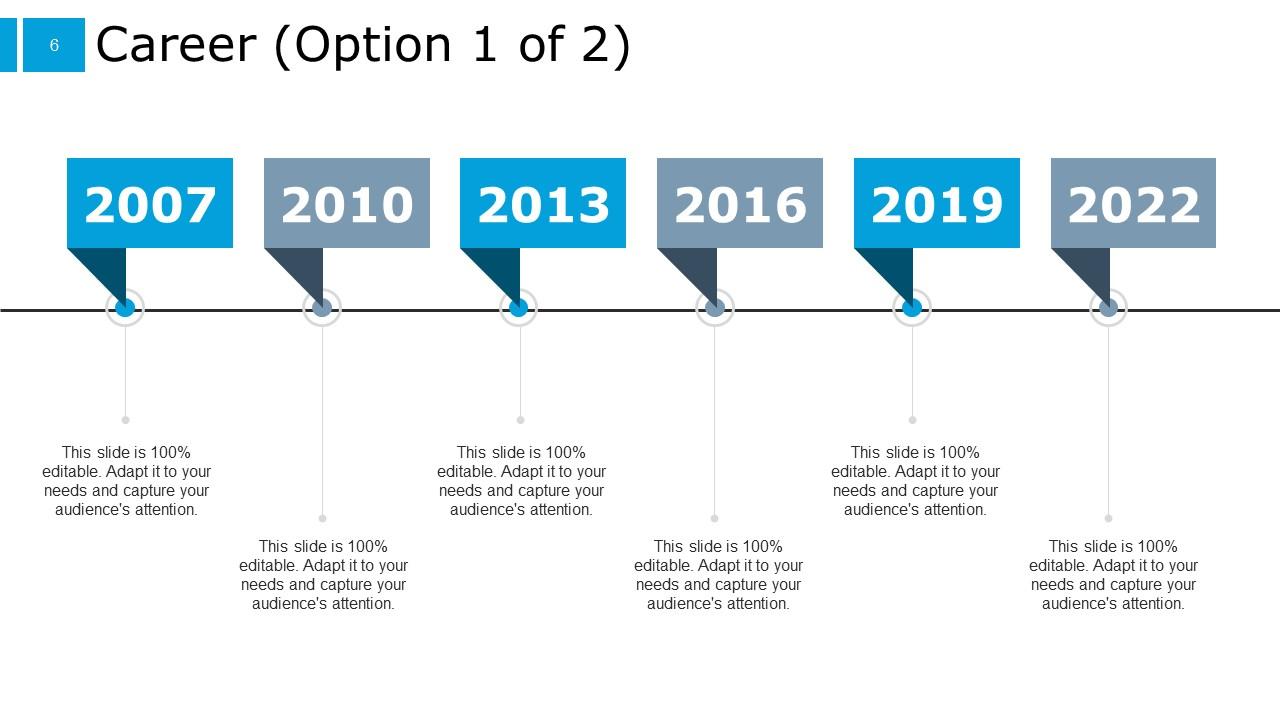 6
Career (Option 1 of 2)
2007
2010
2013
2016
2019
2022
This slide is 100%
editable. Adapt it to your
needs and capture your
audience's attention.
This slide is 100%
editable. Adapt it to your
needs and capture your
audience's attention.
This slide is 100%
editable. Adapt it to your
needs and capture your
audience's attention.
This slide is 100%
editable. Adapt it to your
needs and capture your
audience's attention.
This slide is 100%
editable. Adapt it to your
needs and capture your
audience's attention.
This slide is 100%
editable. Adapt it to your
needs and capture your
audience's attention.